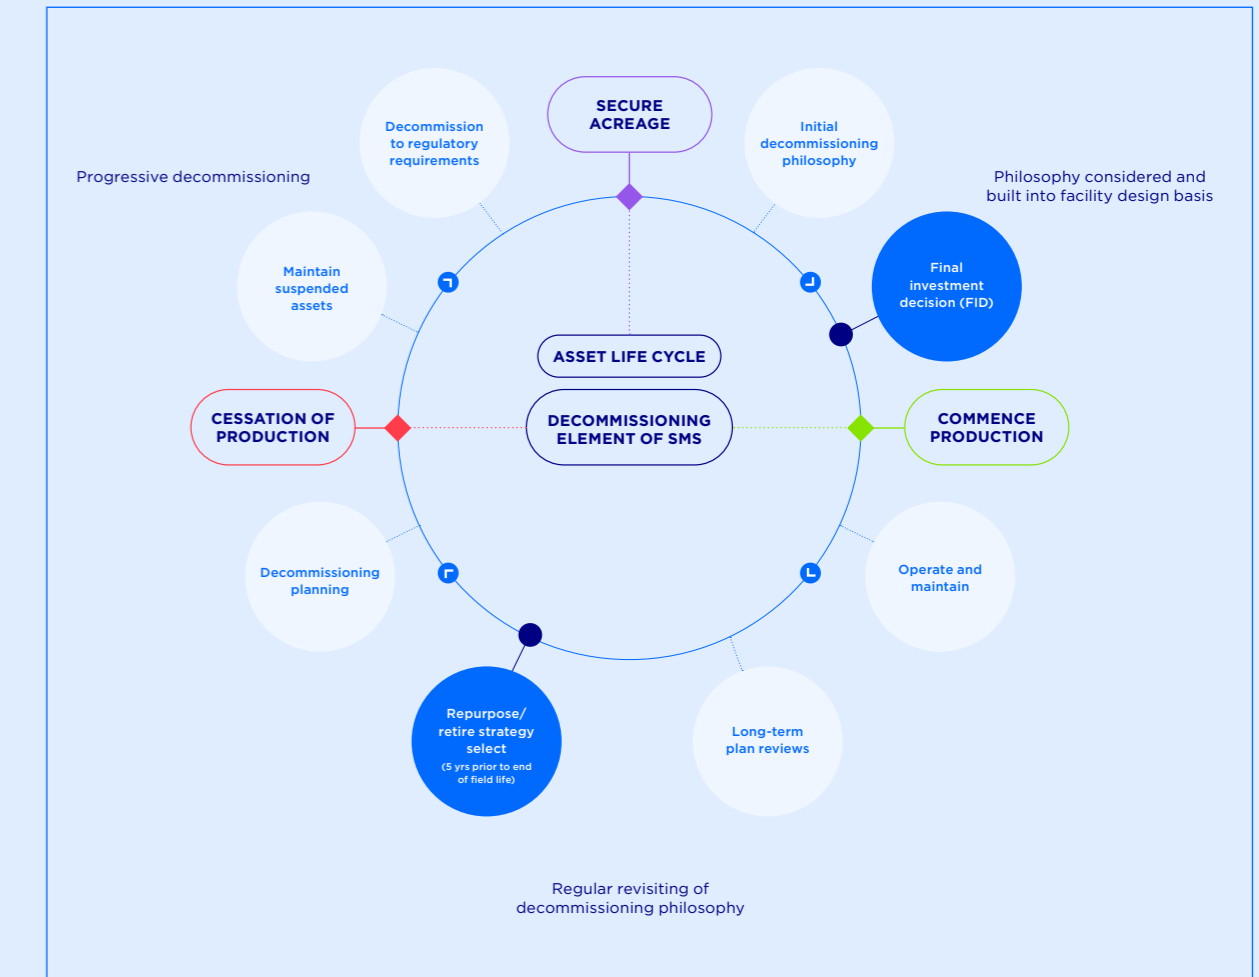 SECURE
ACREAGE
Decommission
to regulatory
requirements
Initial
decommissioning
philosophy
Progressive decommissioning
Philosophy considered and
built into facility design basis
Maintain
suspended
assets
Final
investment
decision (FID)
ASSET LIFE CYCLE
CESSATION OF
PRODUCTION
DECOMMISSIONING
ELEMENT OF SMS
COMMENCE
PRODUCTION
Decommissioning
planning
Operate and
maintain
Repurpose/
retire strategy
select
(5 yrs prior to end
of field life)
Long-term
plan reviews
Regular revisiting of
decommissioning philosophy